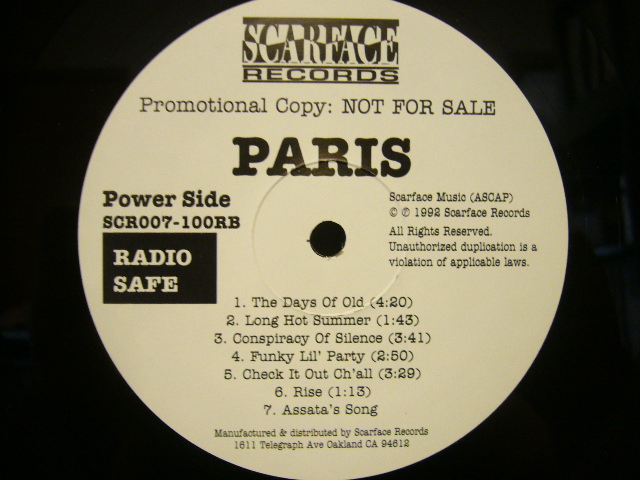 SCARFACE
RECORDS
Promotional Copy: NOT FOR SALE
PARIS
Power Side
SCR007-100RB
RADIO
SAFE
Scarface Music (ASCAP)
© ℗ 1992 Scarface Records
All Rights Reserved.
Unauthorized duplication is a
violation of applicable laws.
1. The Days Of Old (4:20)
2. Long Hot Summer (1:43)
3. Conspiracy Of Silence (3:41)
4. Funky Lil' Party (2:50)
5. Check It Out Ch'all (3:29)
6. Rise (1:13)
7. Assata's Song
Manufactured & distributed by Scarface Records
1611 Telegraph Ave Oakland CA 94612